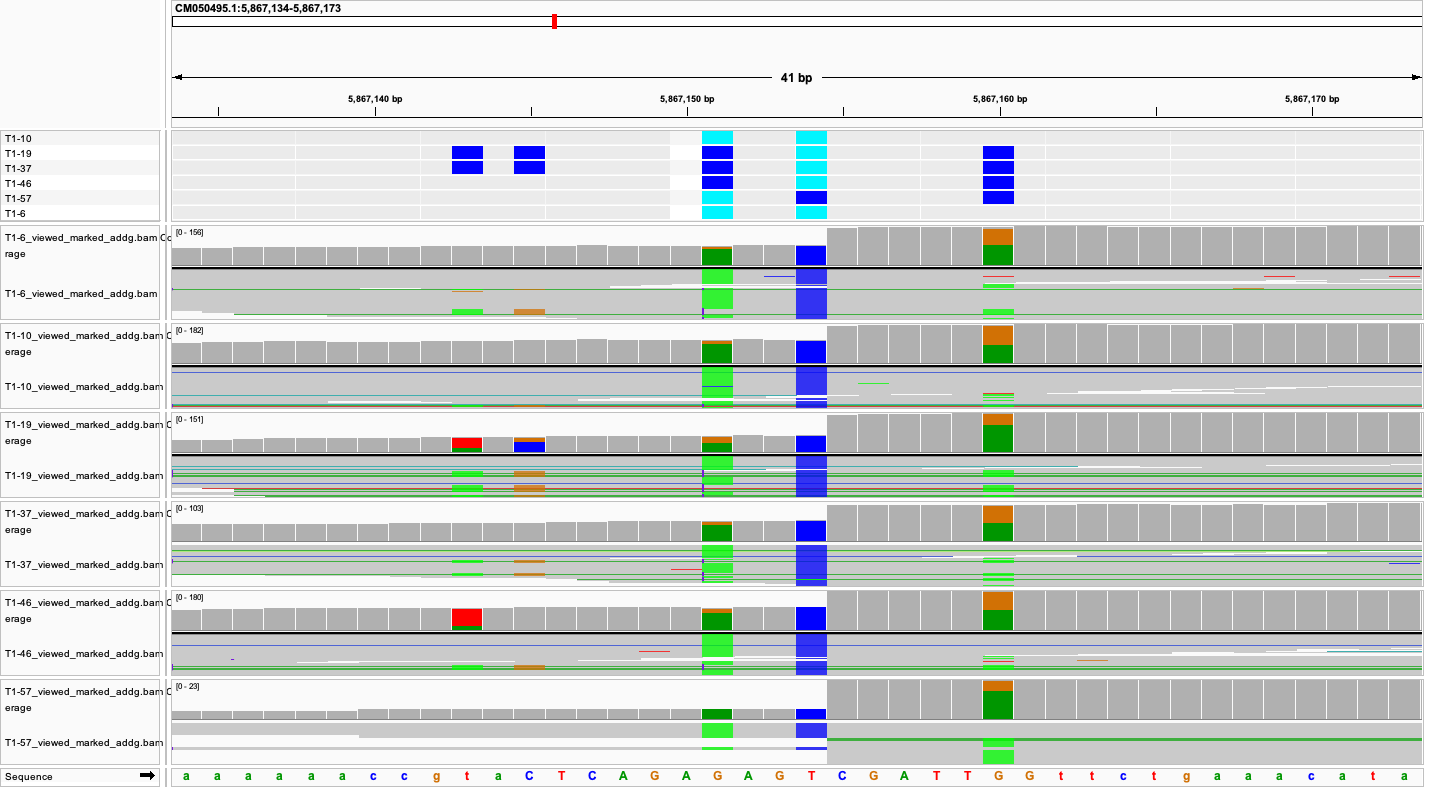 CM050495.1:5,867,134-5,867,173
41 bp
5,867,140 bp 5,867,150 bp 5,867,160 bp 5,867,170 bp
T1-10
T1-19
T1-37
T1-46
T1-57
T1-6
T1-6_viewed_marked_addg.bam Co
rage
[0 - 156]
T1-6_viewed_marked_addg.bam
T1-10_viewed_marked_addg.bam C
erage
[0 - 182]
T1-10_viewed_marked_addg.bam
T1-19_viewed_marked_addg.bam C
erage
[0 - 151]
T1-19_viewed_marked_addg.bam
T1-37_viewed_marked_addg.bam C
erage
[0 - 103]
T1-37_viewed_marked_addg.bam
T1-46_viewed_marked_addg.bam C
erage
[0 - 180]
T1-46_viewed_marked_addg.bam
T1-57_viewed_marked_addg.bam C
erage
[0 - 23]
T1-57_viewed_marked_addg.bam
Sequence a a a a a a c c g t a C T C A G A G A G T C G A T T G G t t c t g a a a c a t a